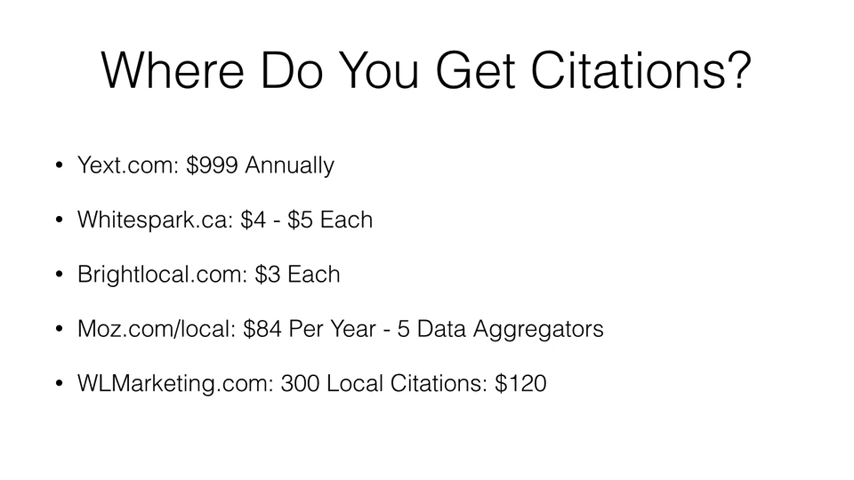 Where Do You Get Citations?
• Yext.com: $999 Annually
• Whitespark.ca: $4 - $5 Each
• Brightlocal.com: $3 Each
• Moz.com/local: $84 Per Year - 5 Data Aggregators
• WLMarketing.com: 300 Local Citations: $120